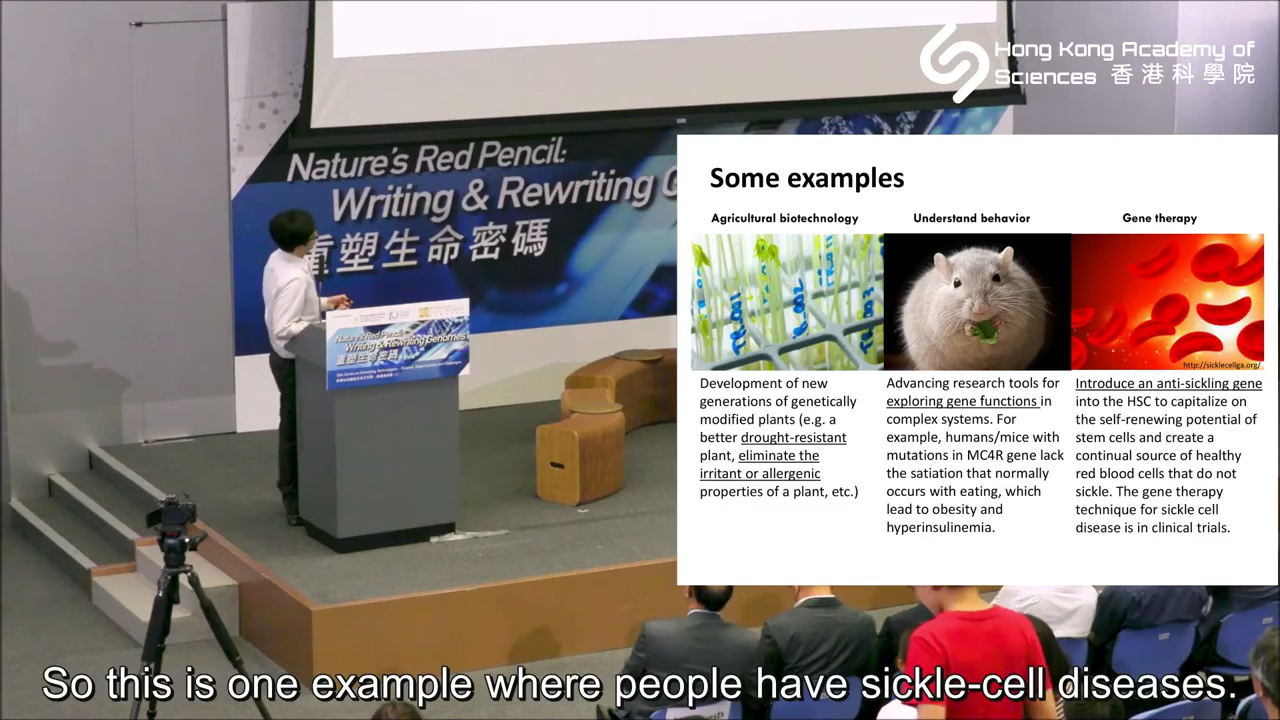 Hong Kong Academy of
Sciences 香港科學院
Nature's Red Pencil:
Writing & Rewriting G
重塑生命密碼
Nature's Red Pencil:
Writing & Rewriting Genomes
重塑生命密碼
Some examples
Agricultural biotechnology
Development of new
generations of genetically
modified plants (e.g. a
better drought-resistant
plant, eliminate the
irritant or allergenic
properties of a plant, etc.)
Understand behavior
Advancing research tools for
exploring gene functions in
complex systems. For
example, humans/mice with
mutations in MC4R gene lack
the satiation that normally
occurs with eating, which
lead to obesity and
hyperinsulinemia.
Gene therapy
http://sicklecellga.org/
Introduce an anti-sickling gene
into the HSC to capitalize on
the self-renewing potential of
stem cells and create a
continual source of healthy
red blood cells that do not
sickle. The gene therapy
technique for sickle cell
disease is in clinical trials.
So this is one example where people have sickle-cell diseases.